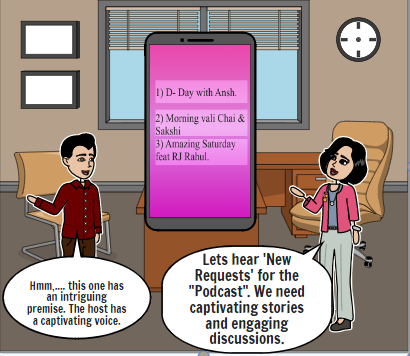 1) D- Day with Ansh.
2) Morning vali Chai &
Sakshi
3) Amazing Saturday
feat RJ Rahul.
Hmm,.... this one has
an intriguing
premise. The host has
a captivating voice.
Lets hear 'New
Requests' for the
"Podcast". We need
captivating stories
and engaging
discussions.